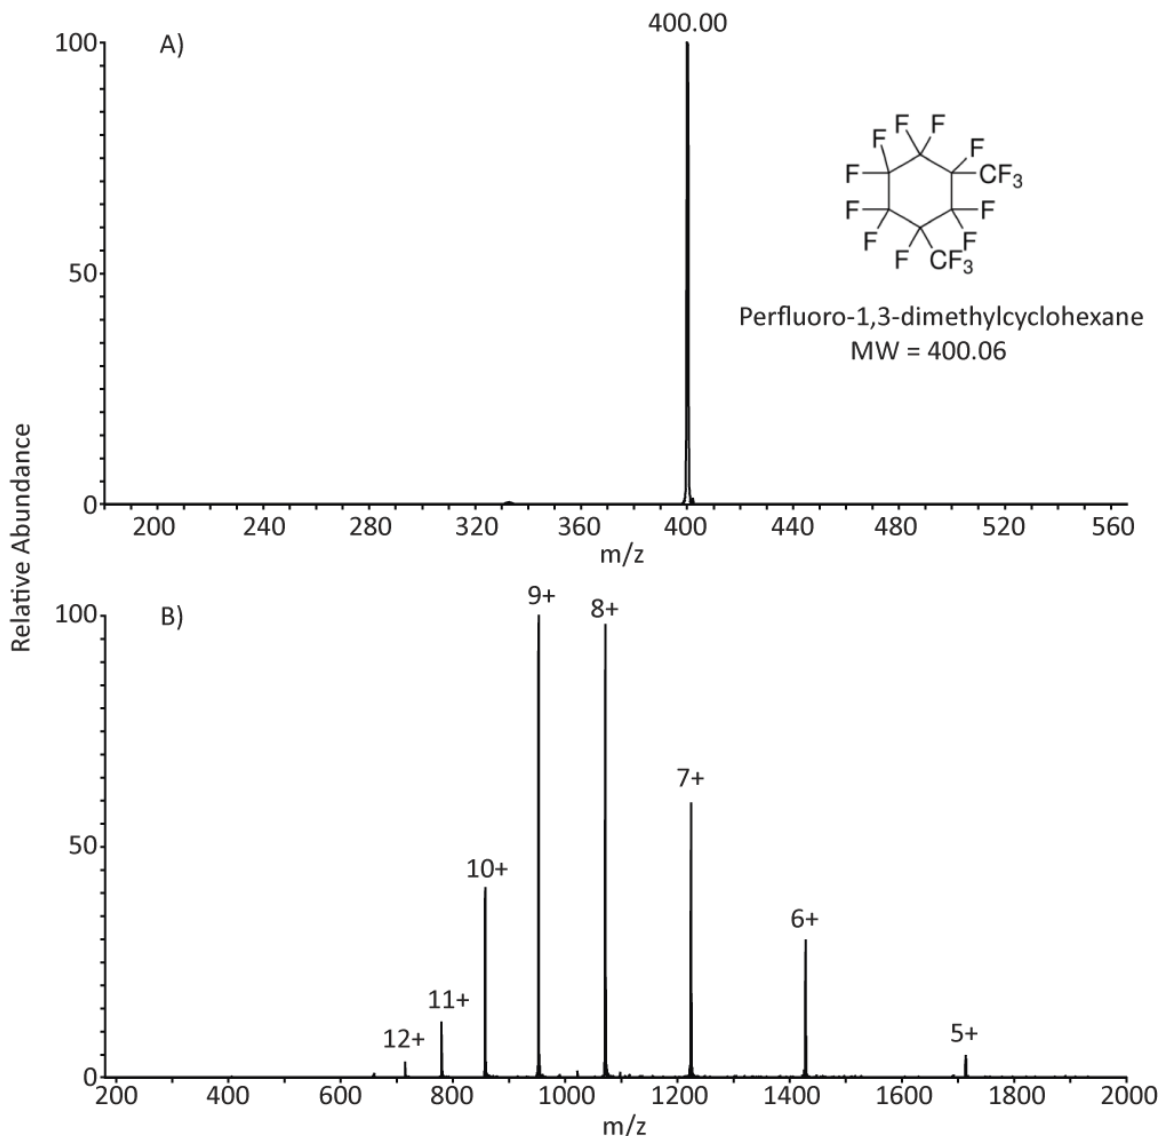 Relative Abundance
A)
400.00
100
50
0
F F
F F
F CF₃
F F
F F
F CF₃
Perfluoro-1,3-dimethylcyclohexane
MW = 400.06
200 240 280 320 360 400 440 480 520 560
m/z
B)
9+
8+
100
7+
50
10+
6+
11+
12+
5+
0
200 400 600 800 1000 1200 1400 1600 1800 2000
m/z